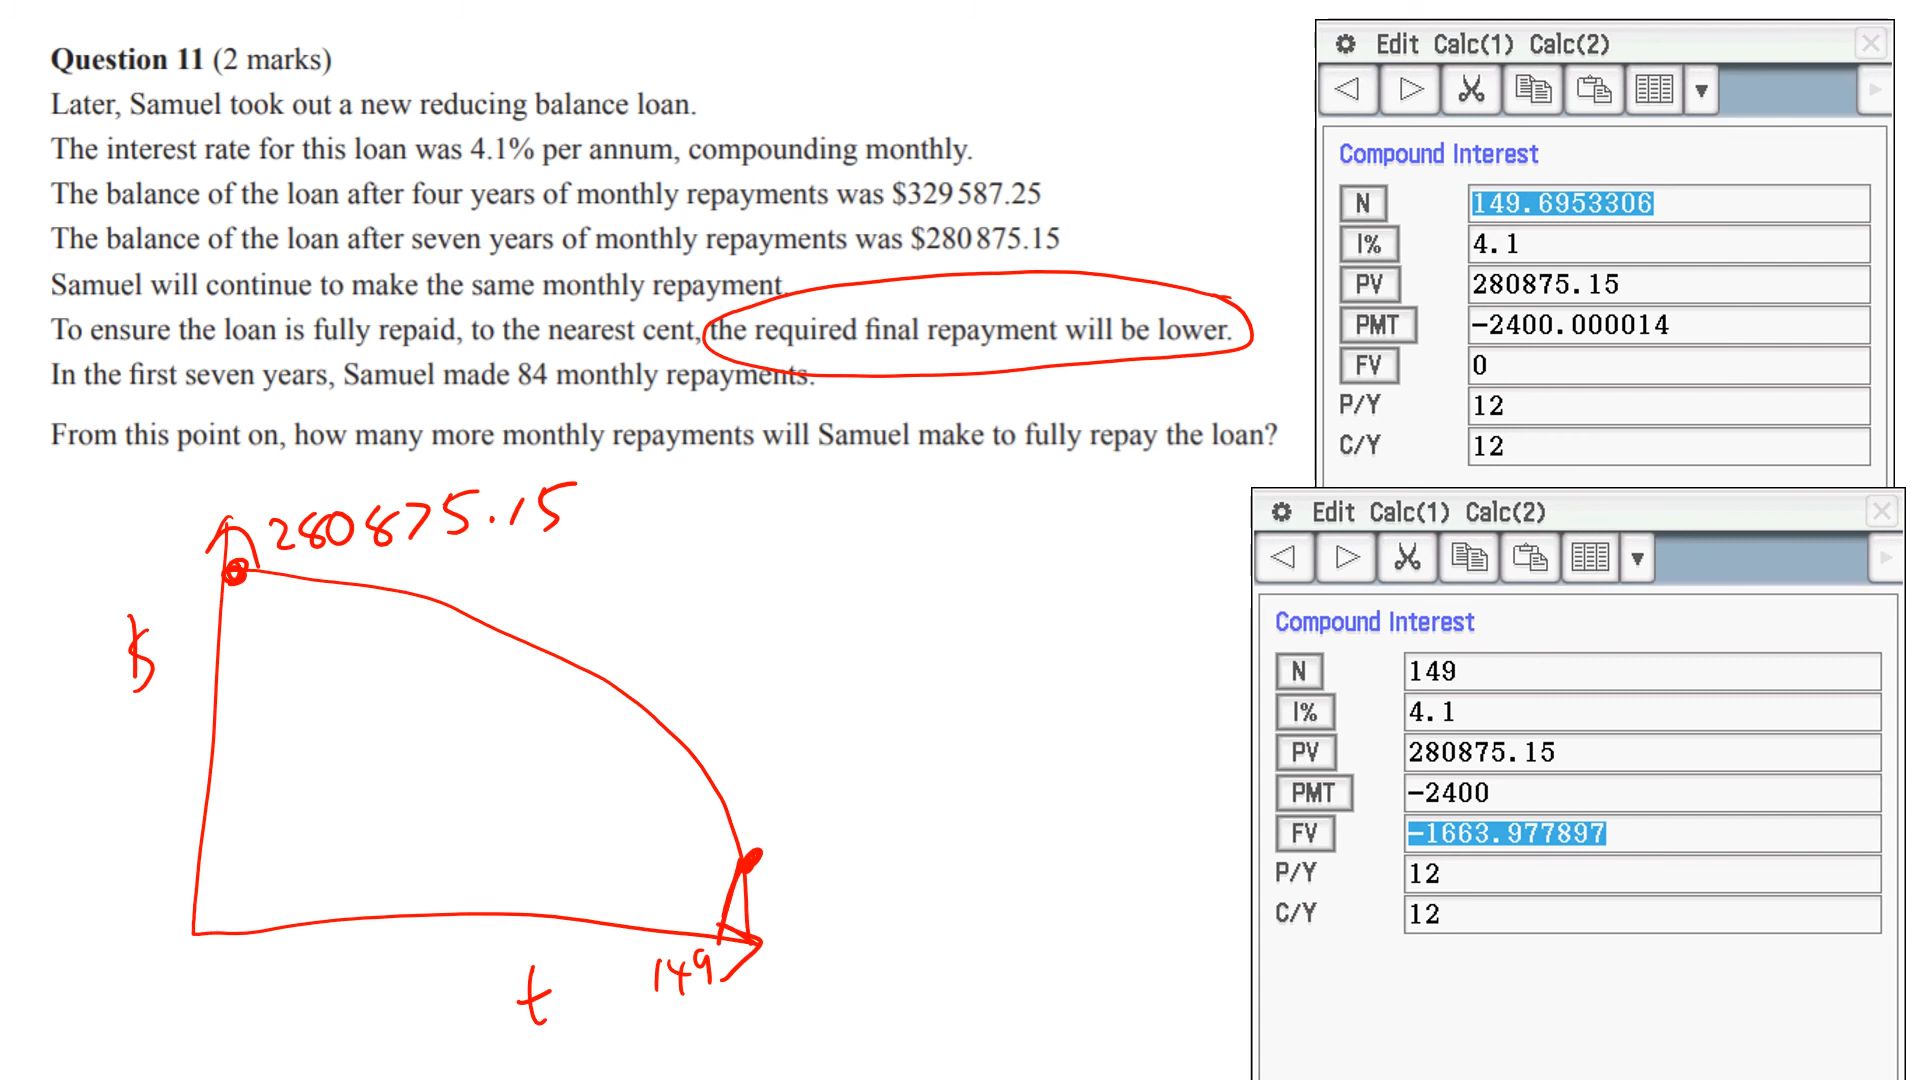 Question 11 (2 marks)
Later, Samuel took out a new reducing balance loan.
The interest rate for this loan was 4.1% per annum, compounding monthly.
The balance of the loan after four years of monthly repayments was $329 587.25
The balance of the loan after seven years of monthly repayments was $280 875.15
Samuel will continue to make the same monthly repayment.
To ensure the loan is fully repaid, to the nearest cent, the required final repayment will be lower.
In the first seven years, Samuel made 84 monthly repayments.
From this point on, how many more monthly repayments will Samuel make to fully repay the loan?
280875.15
$
149
t
Edit Calc(1) Calc(2)
Compound Interest
N 149.6953306
I% 4.1
PV 280875.15
PMT -2400.000014
FV 0
P/Y 12
C/Y 12
Edit Calc(1) Calc(2)
Compound Interest
N 149
I% 4.1
PV 280875.15
PMT -2400
FV -1663.977897
P/Y 12
C/Y 12